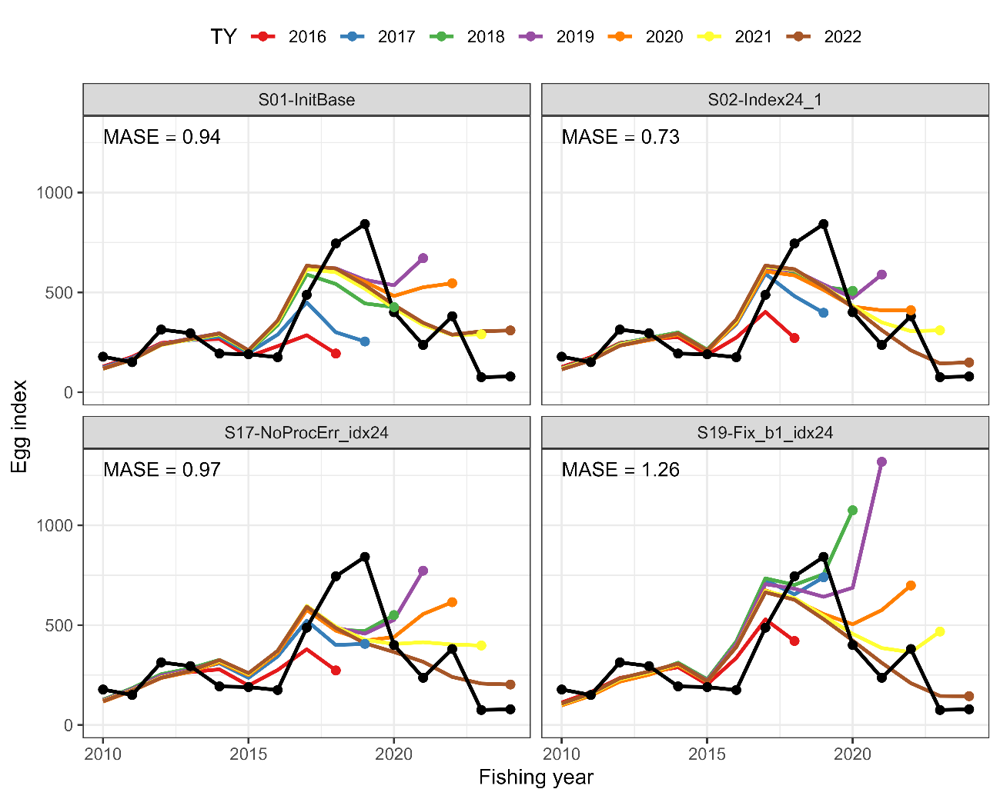 TY 2016 2017 2018 2019 2020 2021 2022
S01-InitBase S02-Index24_1
MASE = 0.94 MASE = 0.73
1000
500
0
S17-NoProcErr_idx24 S19-Fix_b1_idx24
MASE = 0.97 MASE = 1.26
1000
500
0
Egg index
2010 2015 2020 2010 2015 2020
Fishing year